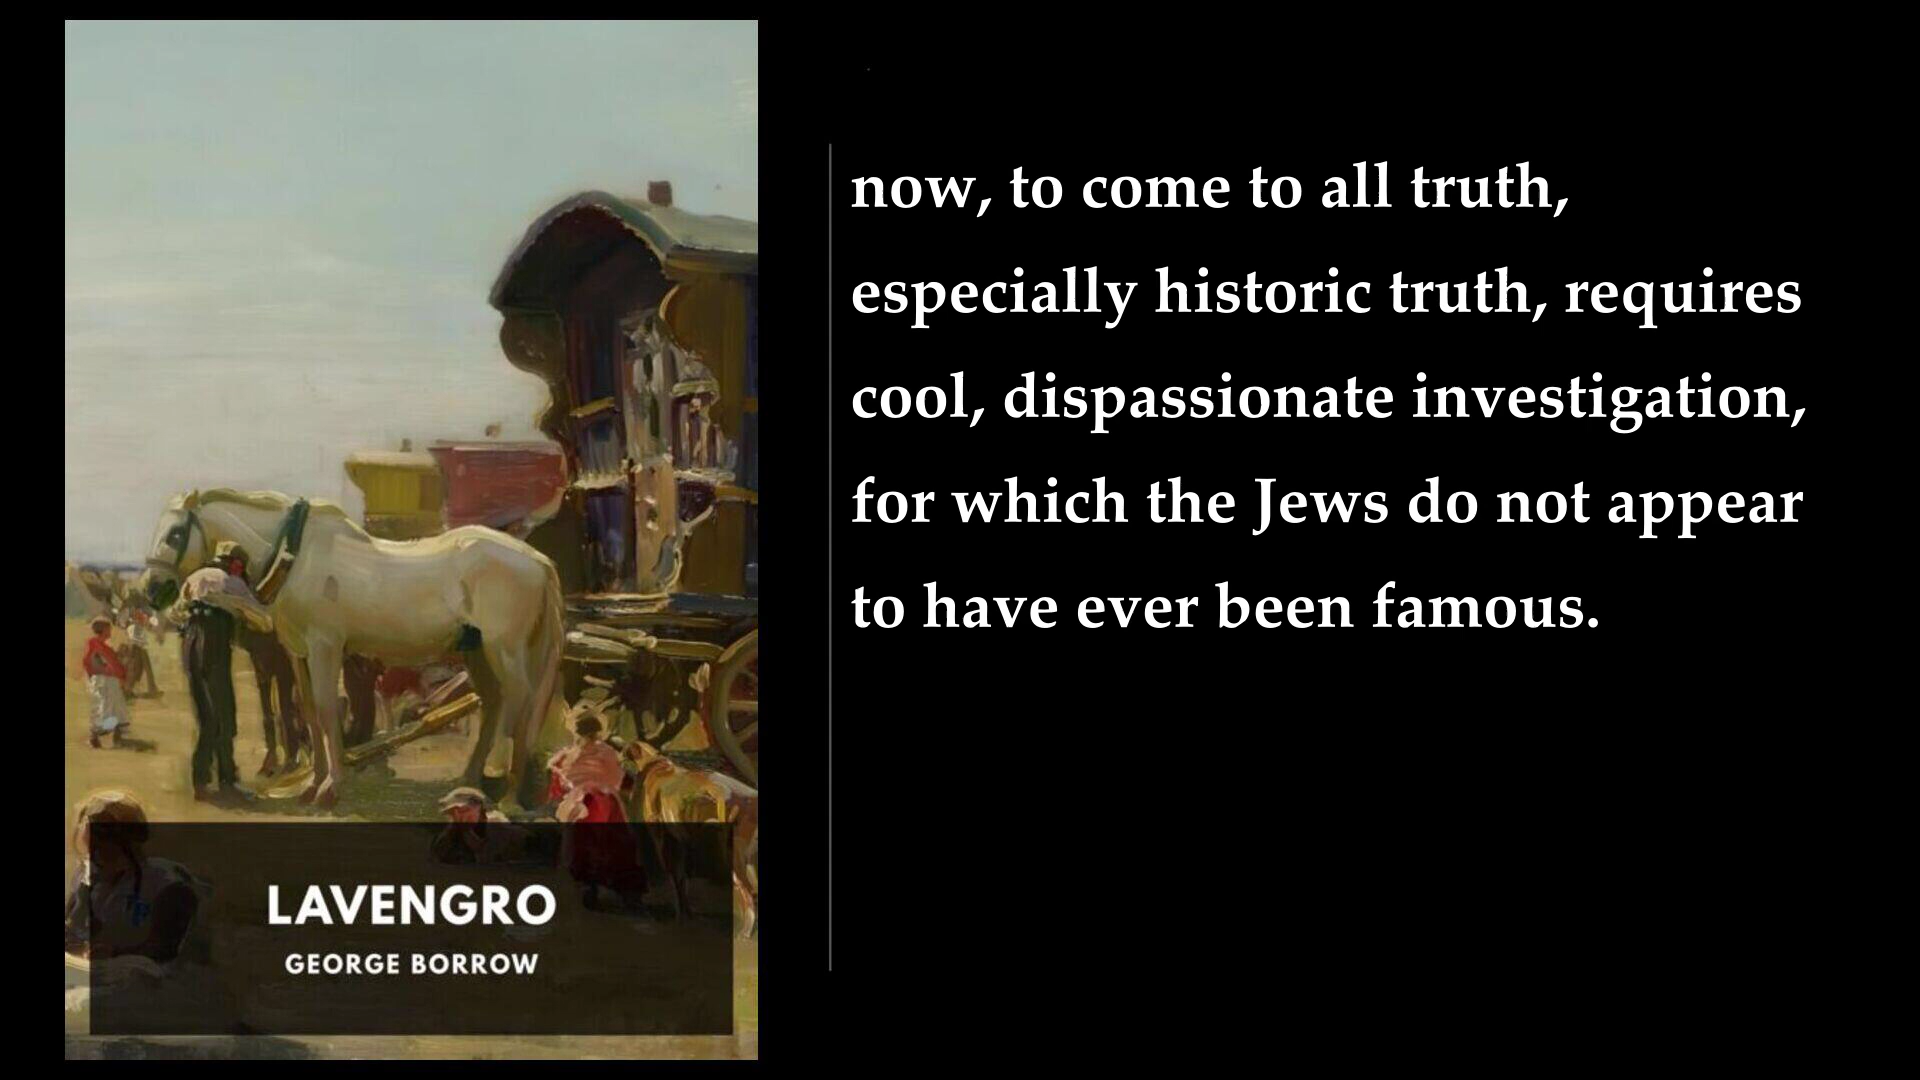 LAVENGRO
GEORGE BORROW
now, to come to all truth,
especially historic truth, requires
cool, dispassionate investigation,
for which the Jews do not appear
to have ever been famous.